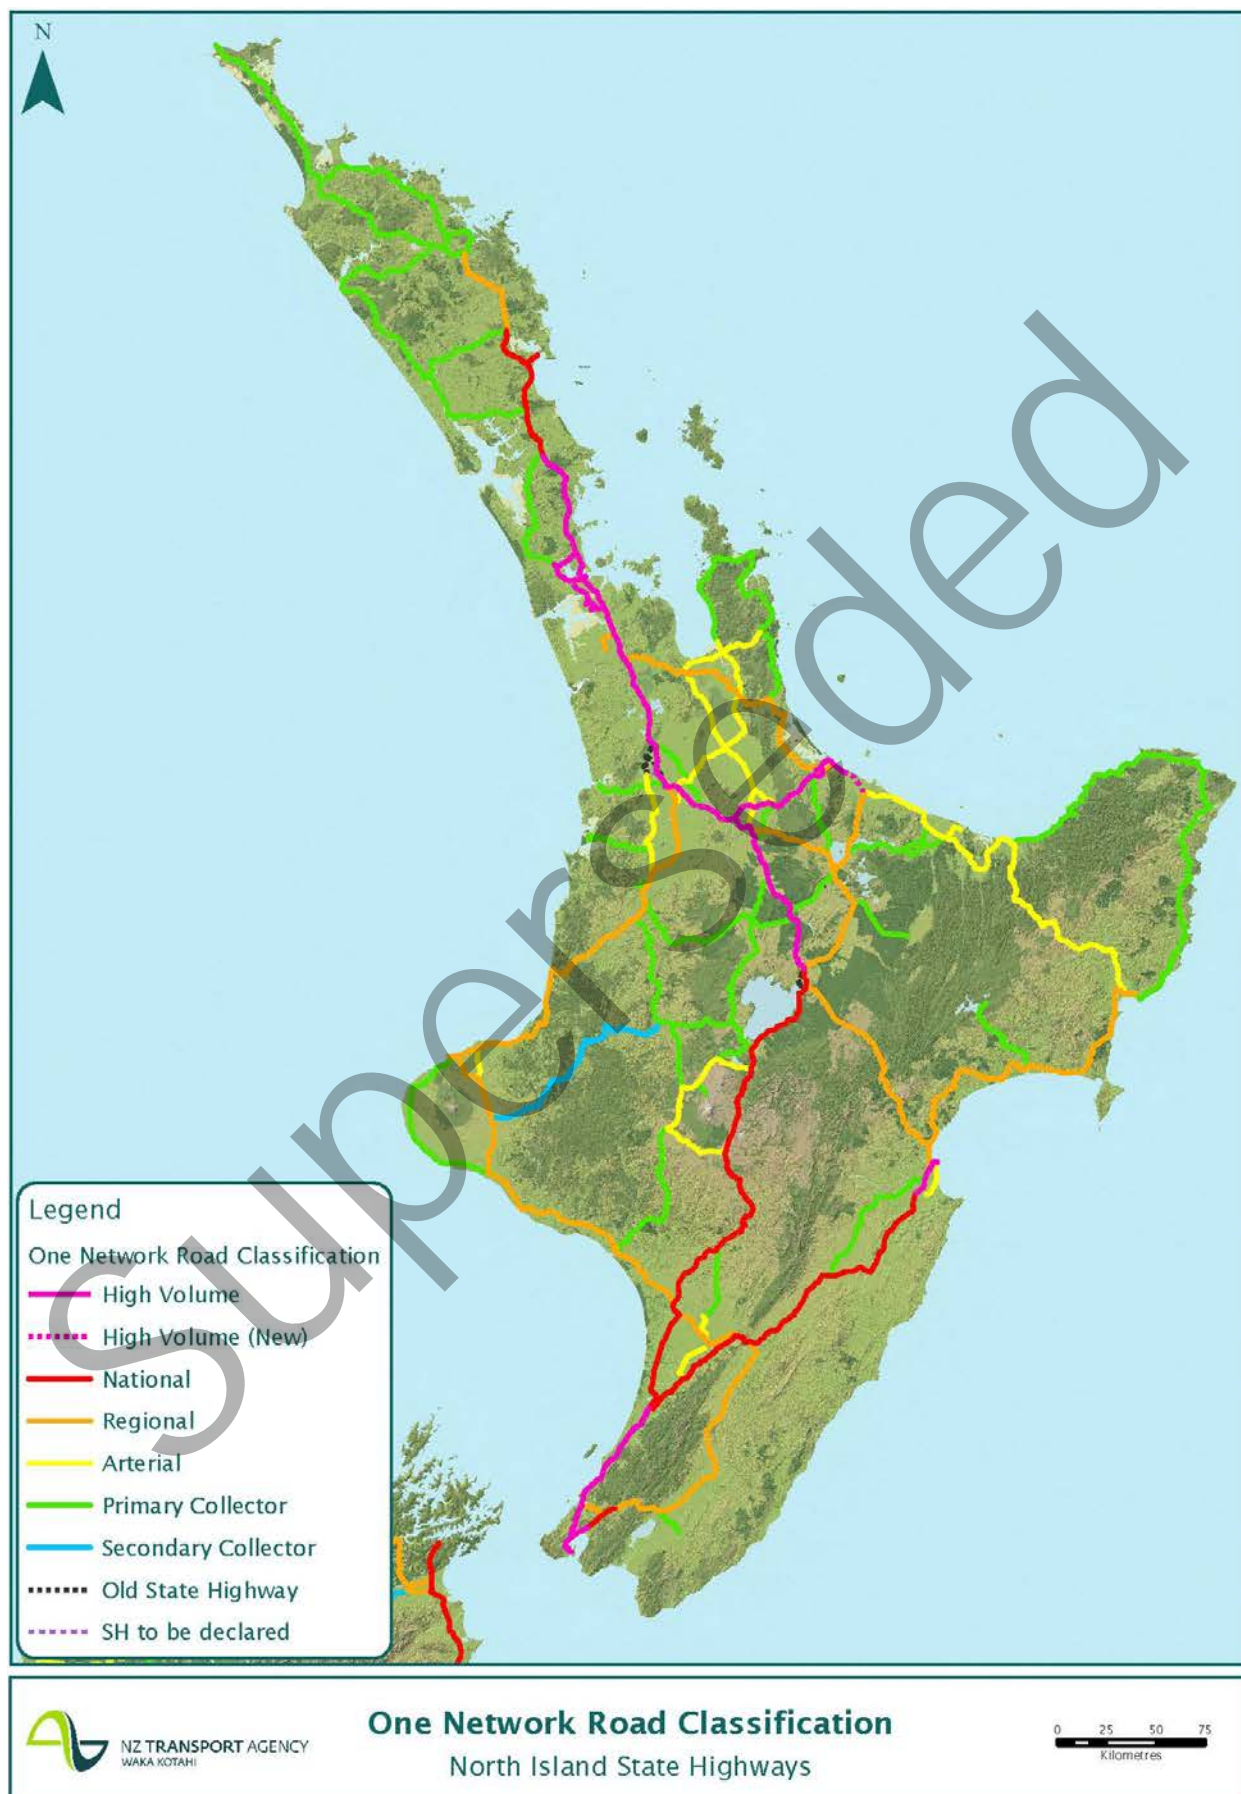 N
Superseded
Legend
One Network Road Classification
High Volume
High Volume (New)
National
Regional
Arterial
Primary Collector
Secondary Collector
Old State Highway
SH to be declared
NZ TRANSPORT AGENCY
WAKA KOTAHI
One Network Road Classification
North Island State Highways
0 25 50 75
Kilometres